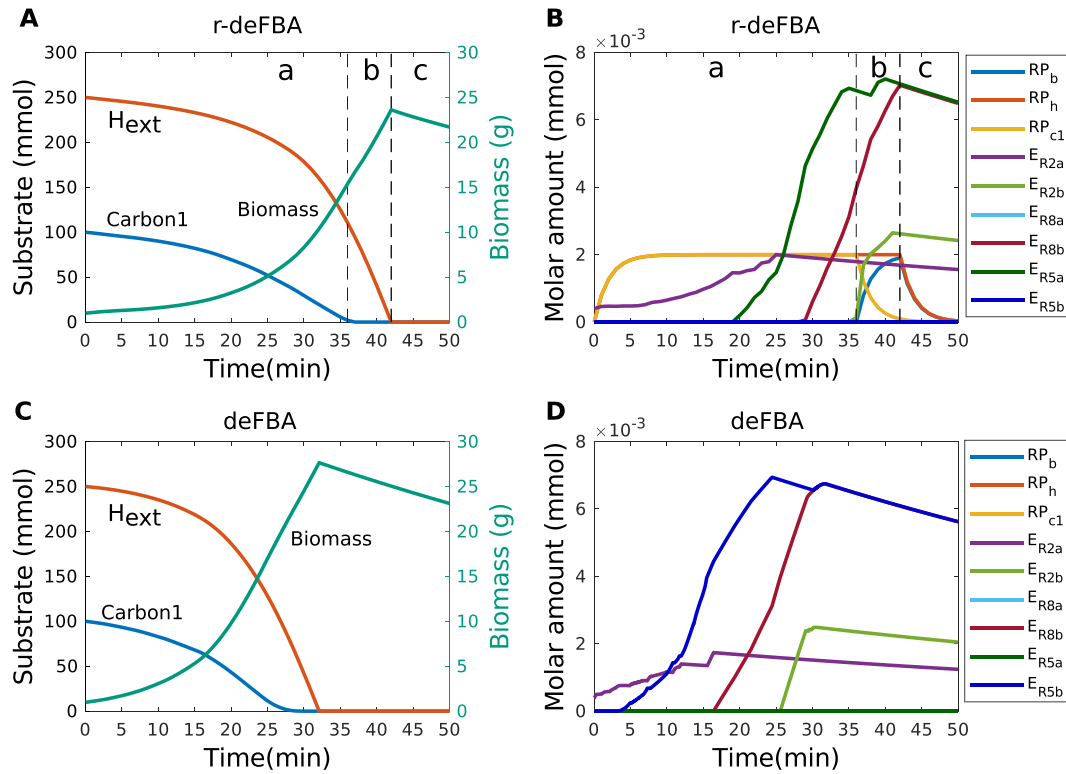 A
r-deFBA
a
b
c
H_ext
Carbon1
Biomass
300
250
200
150
100
50
0
30
25
20
15
10
5
0
0 5 10 15 20 25 30 35 40 45 50
Substrate (mmol)
Biomass (g)
Time(min)
B
r-deFBA
×10^-3
a
b
c
8
6
4
2
0
0 5 10 15 20 25 30 35 40 45 50
Molar amount (mmol)
Time(min)
RP_b
RP_h
RP_c1
E_R2a
E_R2b
E_R8a
E_R8b
E_R5a
E_R5b
C
deFBA
H_ext
Carbon1
Biomass
300
250
200
150
100
50
0
30
25
20
15
10
5
0
0 5 10 15 20 25 30 35 40 45 50
Substrate (mmol)
Biomass (g)
Time(min)
D
deFBA
×10^-3
8
6
4
2
0
0 5 10 15 20 25 30 35 40 45 50
Molar amount (mmol)
Time(min)
RP_b
RP_h
RP_c1
E_R2a
E_R2b
E_R8a
E_R8b
E_R5a
E_R5b